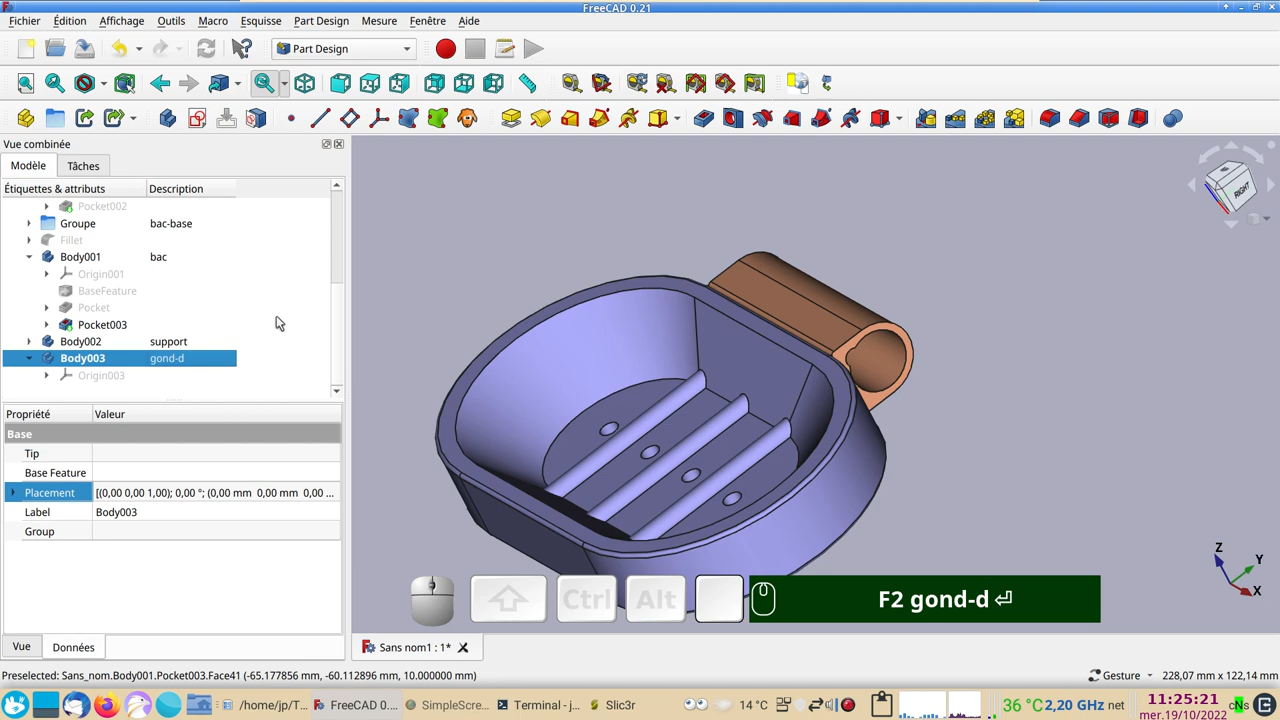 FreeCAD 0.21
Fichier Édition Affichage Outils Macro Esquisse Part Design Mesure Fenêtre Aide
Part Design
Vue combinée
Modèle Tâches
Étiquettes & attributs Description
Pocket002
Groupe bac-base
Fillet
Body001 bac
Origin001
BaseFeature
Pocket
Pocket003
Body002 support
Body003 gond-d
Origin003
Propriété Valeur
Base
Tip
Base Feature
Placement [(0,00 0,00 1,00); 0,00 °; (0,00 mm 0,00 mm 0,00 ...
Label Body003
Group
Vue Données
RIGHT
Z
Y
X
Ctrl Alt F2 gond-d ⏎
Sans nom1 : 1*
Preselected: Sans_nom.Body001.Pocket003.Face41 (-65.177856 mm, -60.112896 mm, 10.000000 mm) Gesture 228,07 mm x 122,14 mm
/home/jp/T... FreeCAD 0.... SimpleScre... Terminal - j... Slic3r 14 °C 36 °C 2,20 GHz 11:25:21
mer.19/10/2022